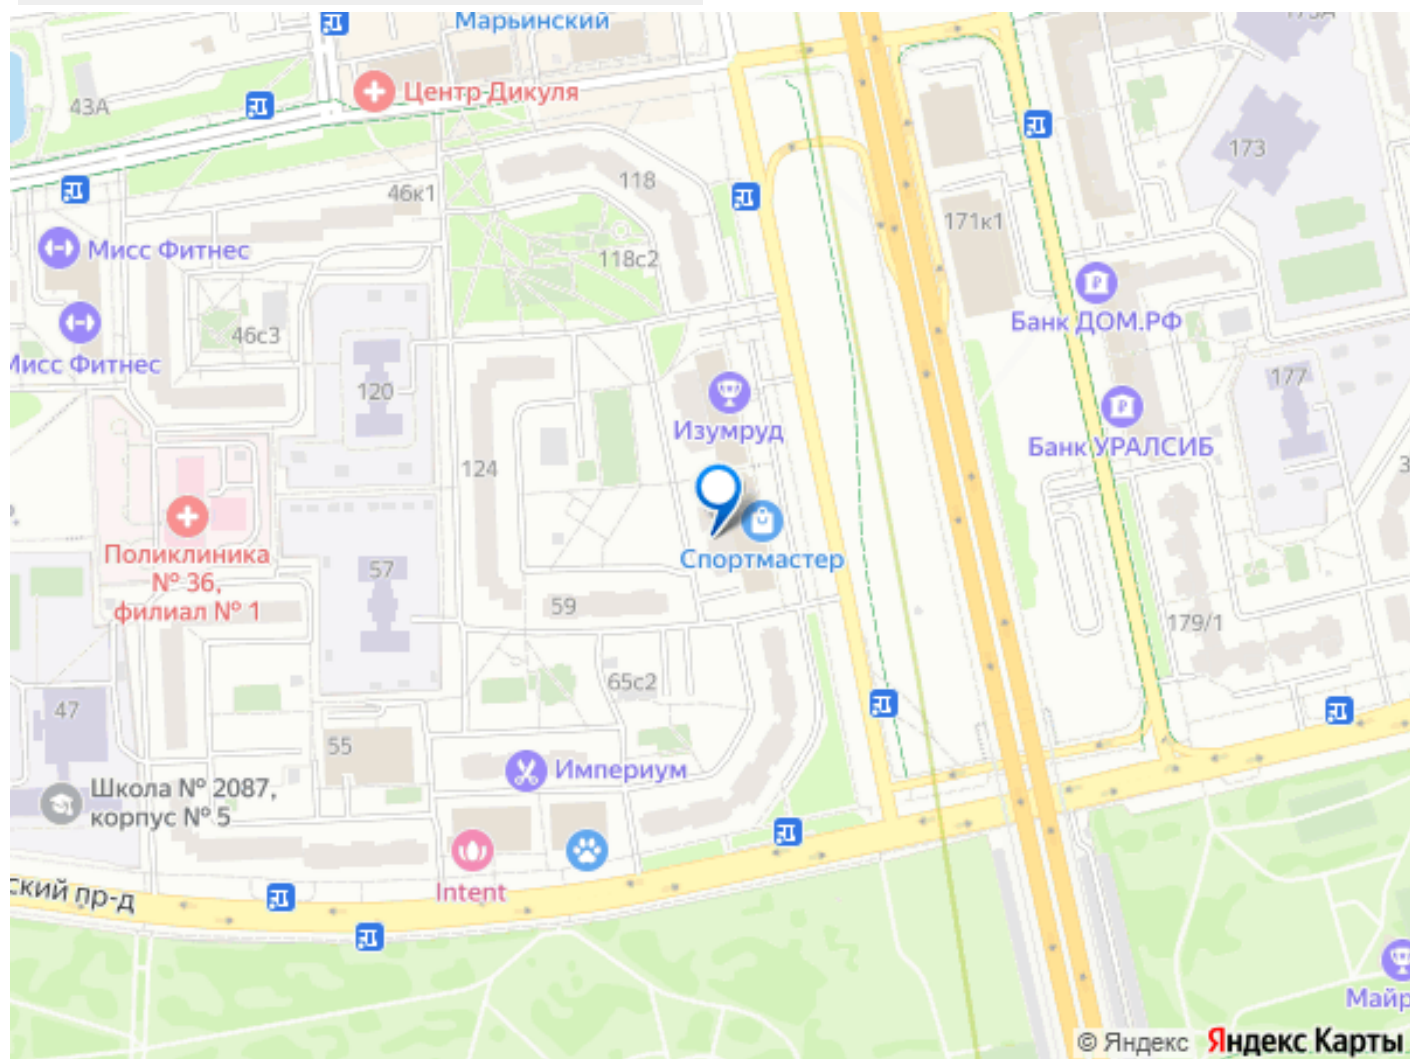 Марьинский
173А
Центр Дикуля
43А
173
118
46к1
171к1
Мисс Фитнес
118с2
Банк ДОМ.РФ
46с3
Мисс Фитнес
177
120
Изумруд
Банк УРАЛСИБ
124
Поликлиника
№ 36,
филиал № 1
Спортмастер
57
59
179/1
65с2
47
55
Империум
Школа № 2087,
корпус № 5
Intent
ский пр-д
Майр
© Яндекс Яндекс Карты